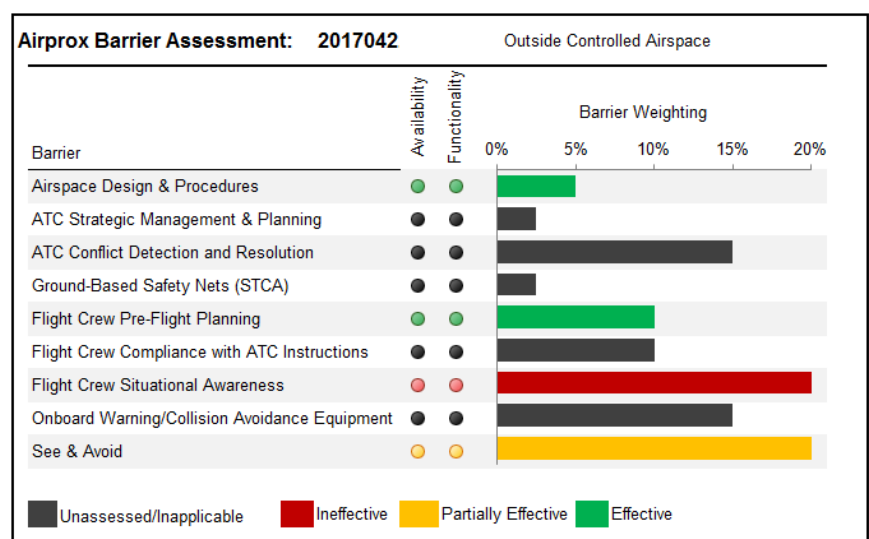 Airprox Barrier Assessment: 2017042 Outside Controlled Airspace
Availability
Functionality
Barrier Weighting
Barrier
0% 5% 10% 15% 20%
Airspace Design & Procedures
ATC Strategic Management & Planning
ATC Conflict Detection and Resolution
Ground-Based Safety Nets (STCA)
Flight Crew Pre-Flight Planning
Flight Crew Compliance with ATC Instructions
Flight Crew Situational Awareness
Onboard Warning/Collision Avoidance Equipment
See & Avoid
Unassessed/Inapplicable Ineffective Partially Effective Effective